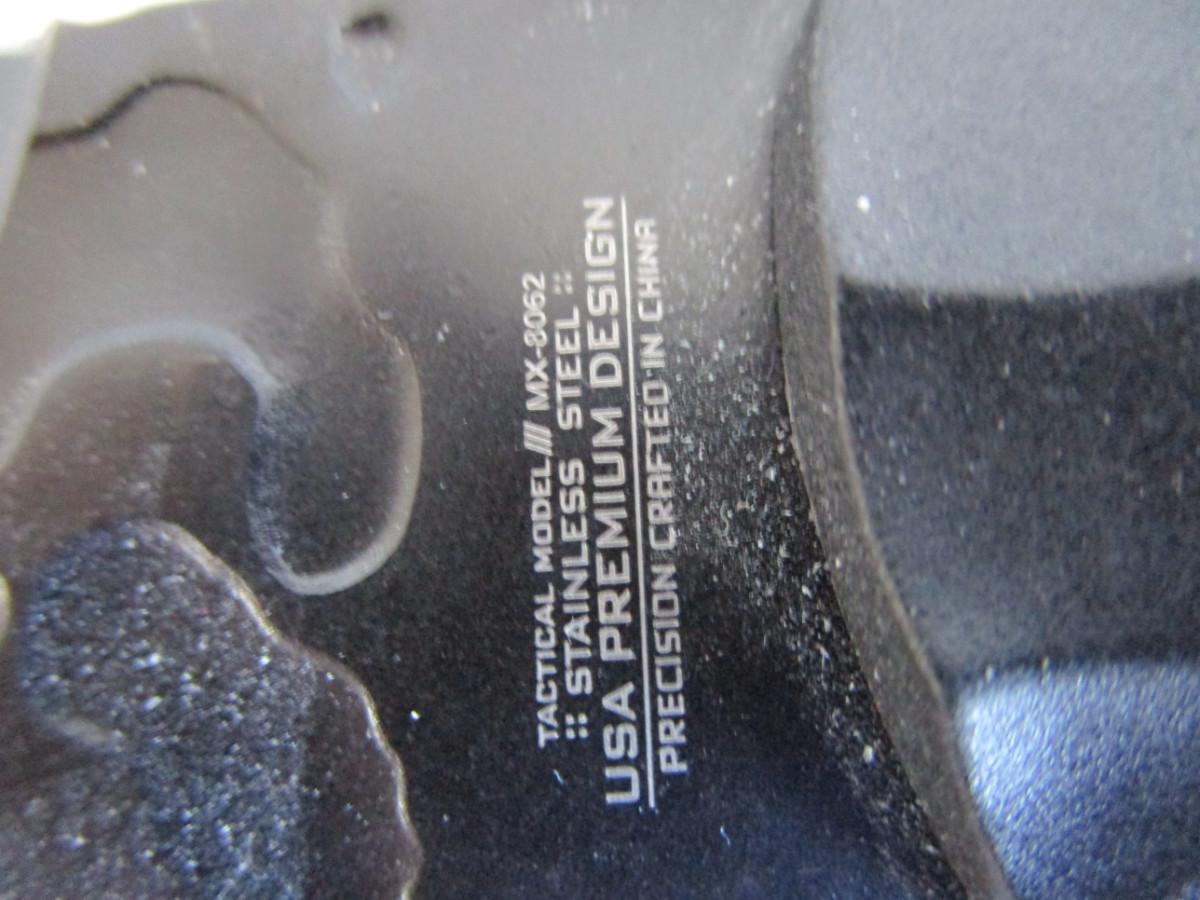 TACTICAL MODEL //// MX-8062
:: STAINLESS STEEL ::
USA PREMIUM DESIGN
PRECISION CRAFTED IN CHINA